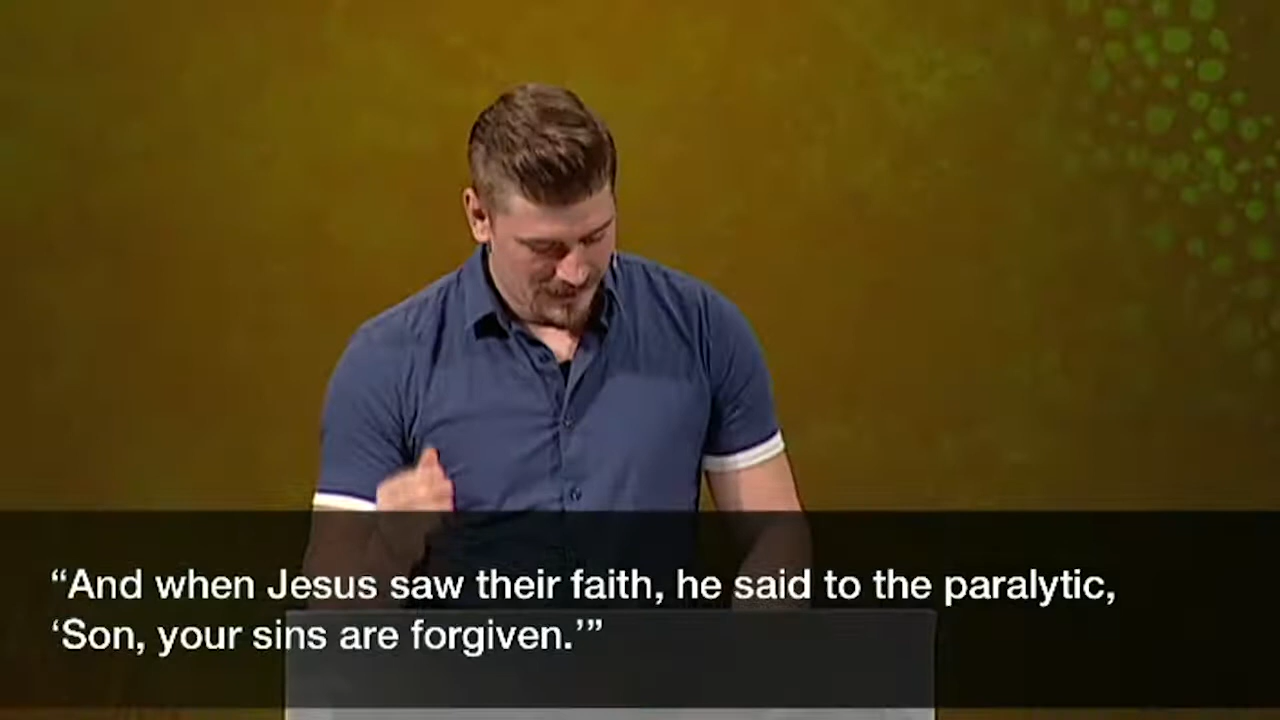 “And when Jesus saw their faith, he said to the paralytic,
‘Son, your sins are forgiven.’”